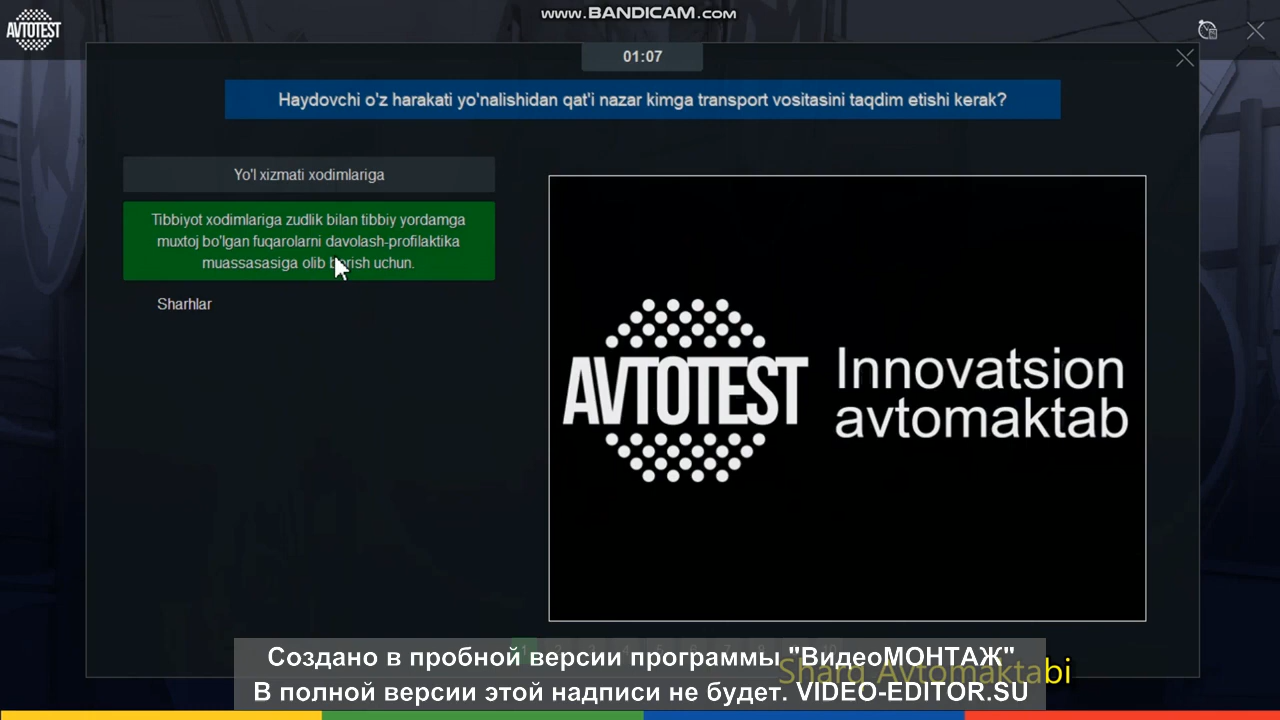 www.BANDICAM.com
AVTOTEST
01:07
Haydovchi o'z harakati yo'nalishidan qat'i nazar kimga transport vositasini taqdim etishi kerak?
Yo'l xizmati xodimlariga
Tibbiyot xodimlariga zudlik bilan tibbiy yordamga
muxtoj bo'lgan fuqarolarni davolash-profilaktika
muassasasiga olib borish uchun.
Sharhlar
AVTOTEST
Innovatsion
avtomaktab
Создано в пробной версии программы "ВидеоМОНТАЖ"
Sharq Avtomaktabi
В полной версии этой надписи не будет. VIDEO-EDITOR.SU